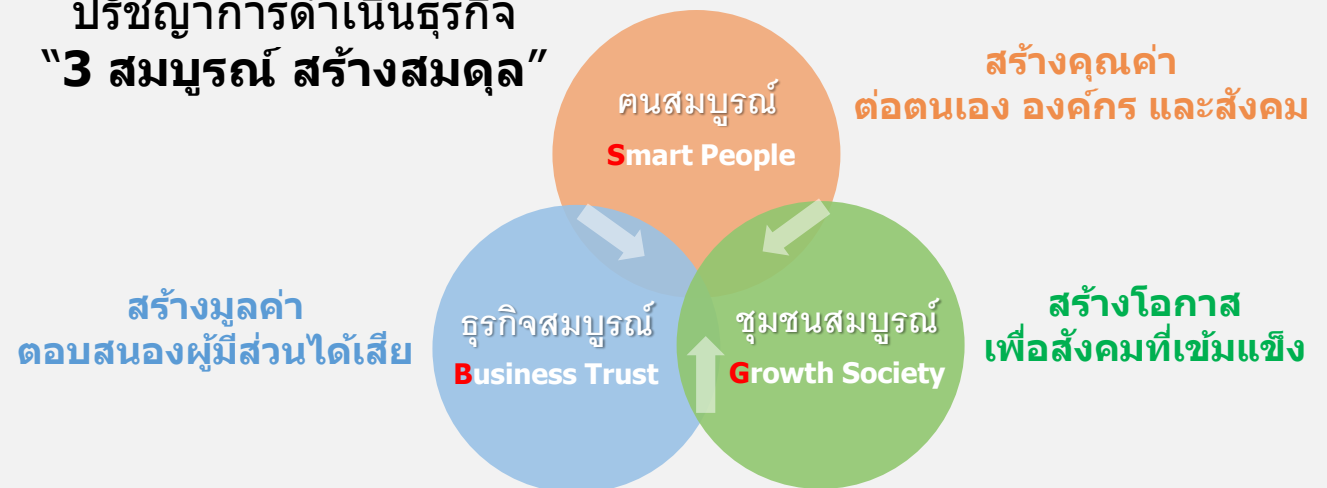 ปรัชญาการดำเนินธุรกิจ
“3 สมบูรณ์ สร้างสมดุล”
ฅนสมบูรณ์
Smart People
สร้างคุณค่า
ต่อตนเอง องค์กร และสังคม
สร้างมูลค่า
ตอบสนองผู้มีส่วนได้เสีย
ธุรกิจสมบูรณ์
Business Trust
ชุมชนสมบูรณ์
Growth Society
สร้างโอกาส
เพื่อสังคมที่เข้มแข็ง